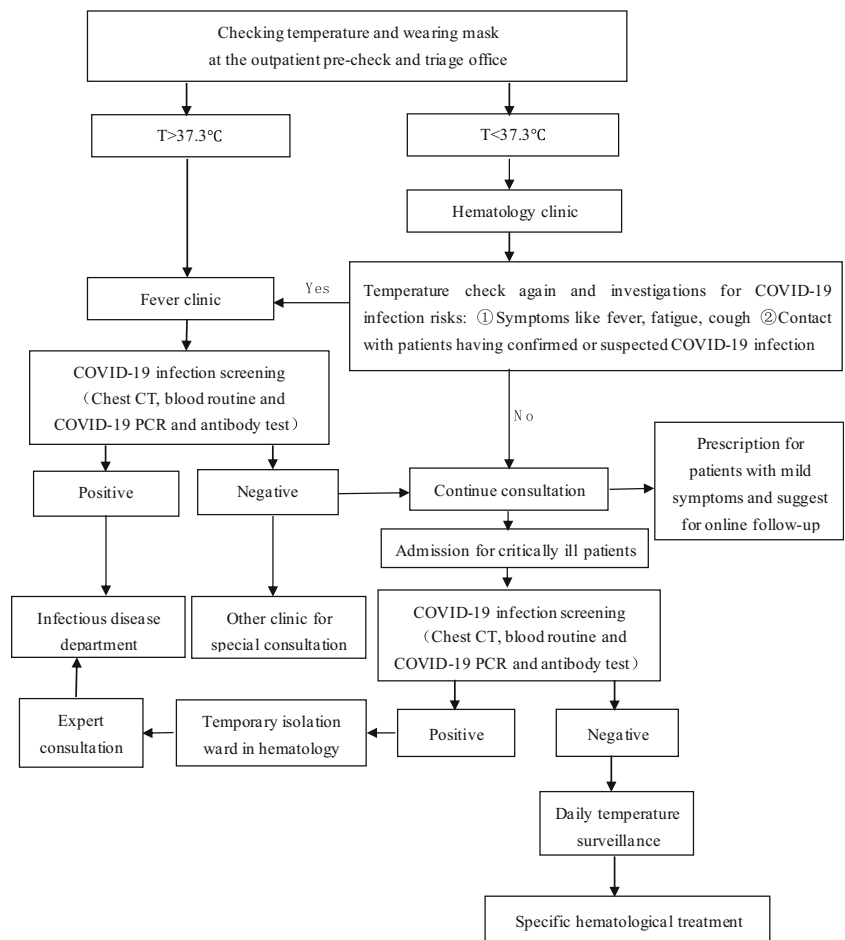 Checking temperature and wearing mask
at the outpatient pre-check and triage office
T>37.3℃
T<37.3℃
Hematology clinic
Yes
Fever clinic
Temperature check again and investigations for COVID-19
infection risks: ①Symptoms like fever, fatigue, cough ②Contact
with patients having confirmed or suspected COVID-19 infection
COVID-19 infection screening
（Chest CT, blood routine and
COVID-19 PCR and antibody test）
No
Prescription for
patients with mild
symptoms and suggest
for online follow-up
Positive
Negative
Continue consultation
Admission for critically ill patients
Infectious disease
department
Other clinic for
special consultation
COVID-19 infection screening
（Chest CT, blood routine and
COVID-19 PCR and antibody test）
Expert
consultation
Temporary isolation
ward in hematology
Positive
Negative
Daily temperature
surveillance
Specific hematological treatment